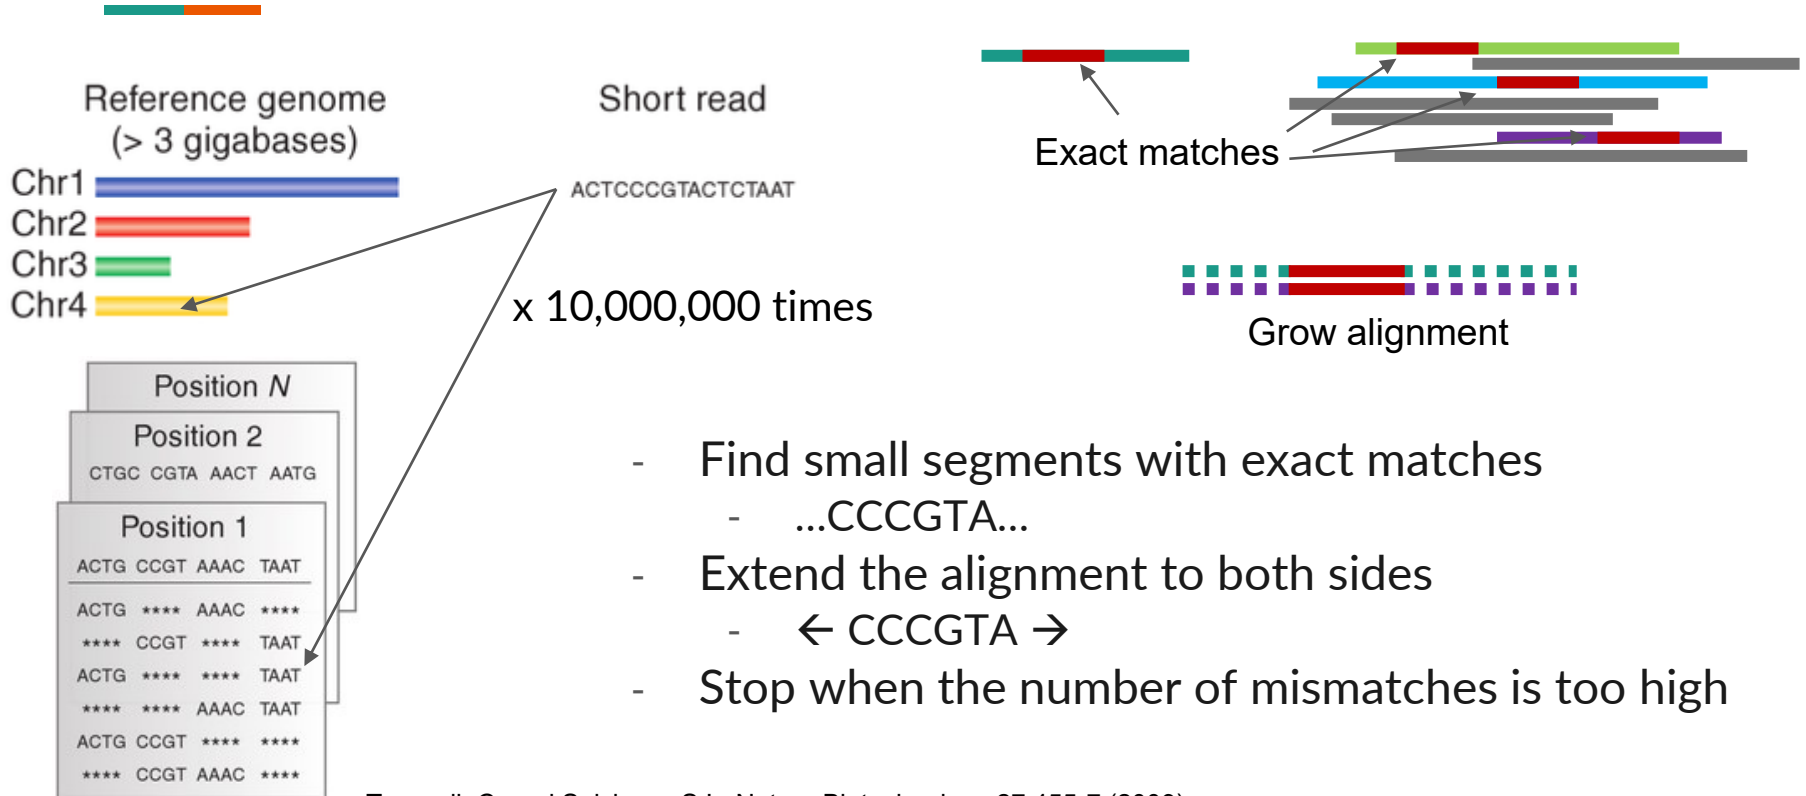 Reference genome
(> 3 gigabases)
Chr1
Chr2
Chr3
Chr4
Short read
ACTCCCGTACTCTAAT
x 10,000,000 times
Exact matches
Grow alignment
Position N
Position 2
CTGC CGTA AACT AATG
Position 1
ACTG CCGT AAAC TAAT
ACTG **** AAAC ****
**** CCGT **** TAAT
ACTG **** **** TAAT
**** **** AAAC TAAT
ACTG CCGT **** ****
**** CCGT AAAC ****
- Find small segments with exact matches
- ...CCCGTA...
- Extend the alignment to both sides
- ← CCCGTA →
- Stop when the number of mismatches is too high